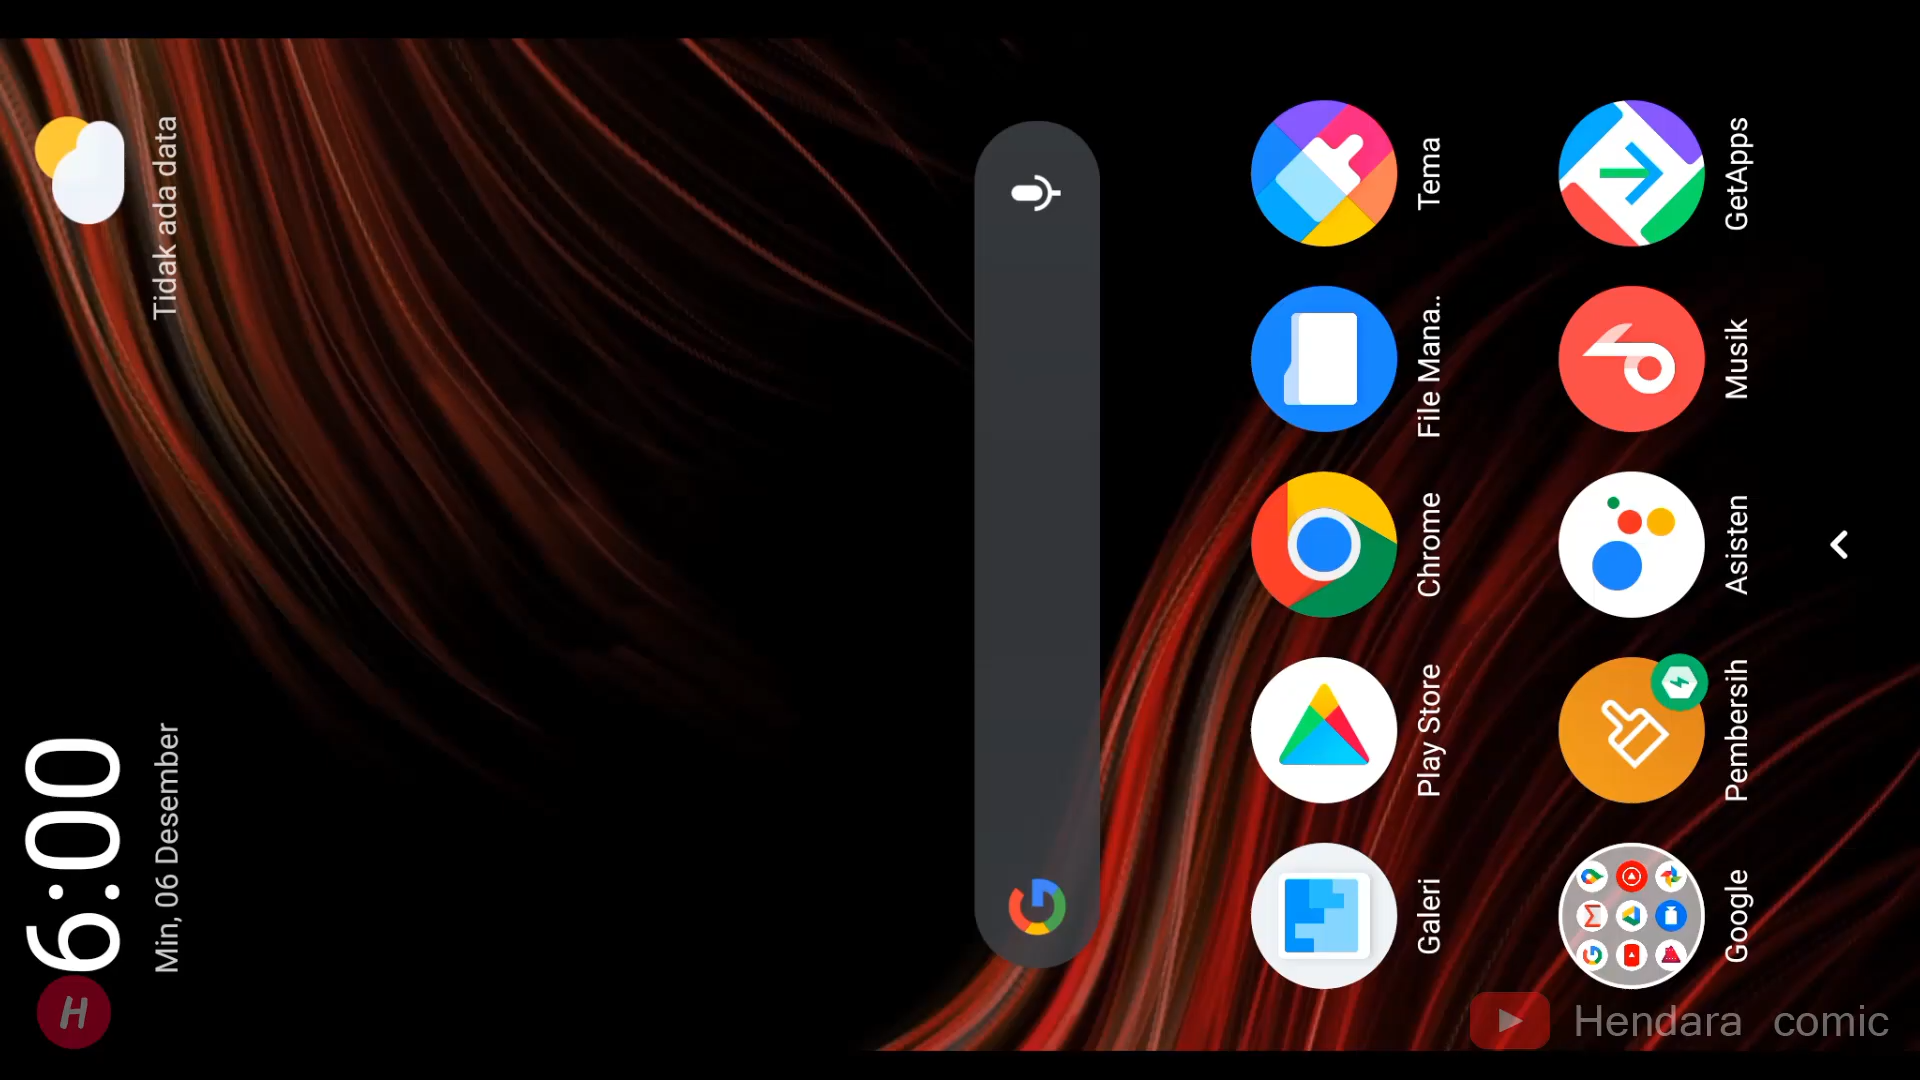 6:00
Min, 06 Desember
Tidak ada data
Galeri
Play Store
Chrome
File Mana..
Tema
Google
Pembersih
Asisten
Musik
GetApps
H
Hendara comic